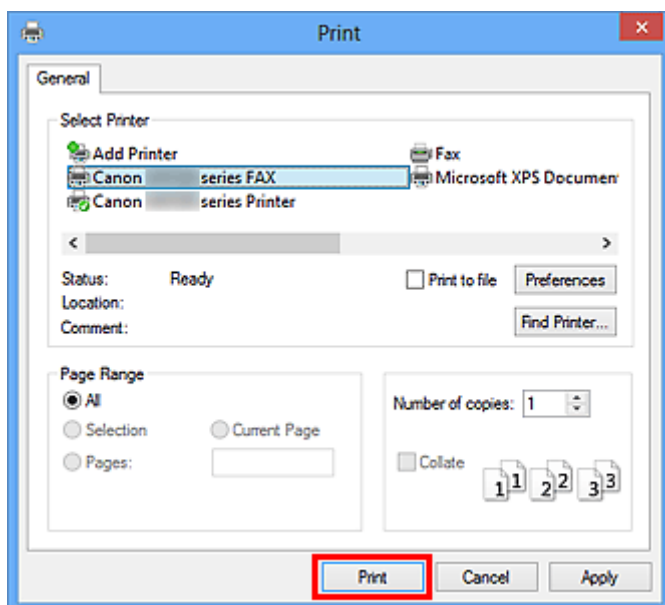 Print
General
Select Printer
Add Printer
Fax
Canon series FAX
Microsoft XPS Documen
Canon series Printer
Status: Ready
Print to file
Preferences
Location:
Comment:
Find Printer...
Page Range
All
Selection
Current Page
Pages:
Number of copies: 1
Collate
1 1 2 2 3 3
Print
Cancel
Apply